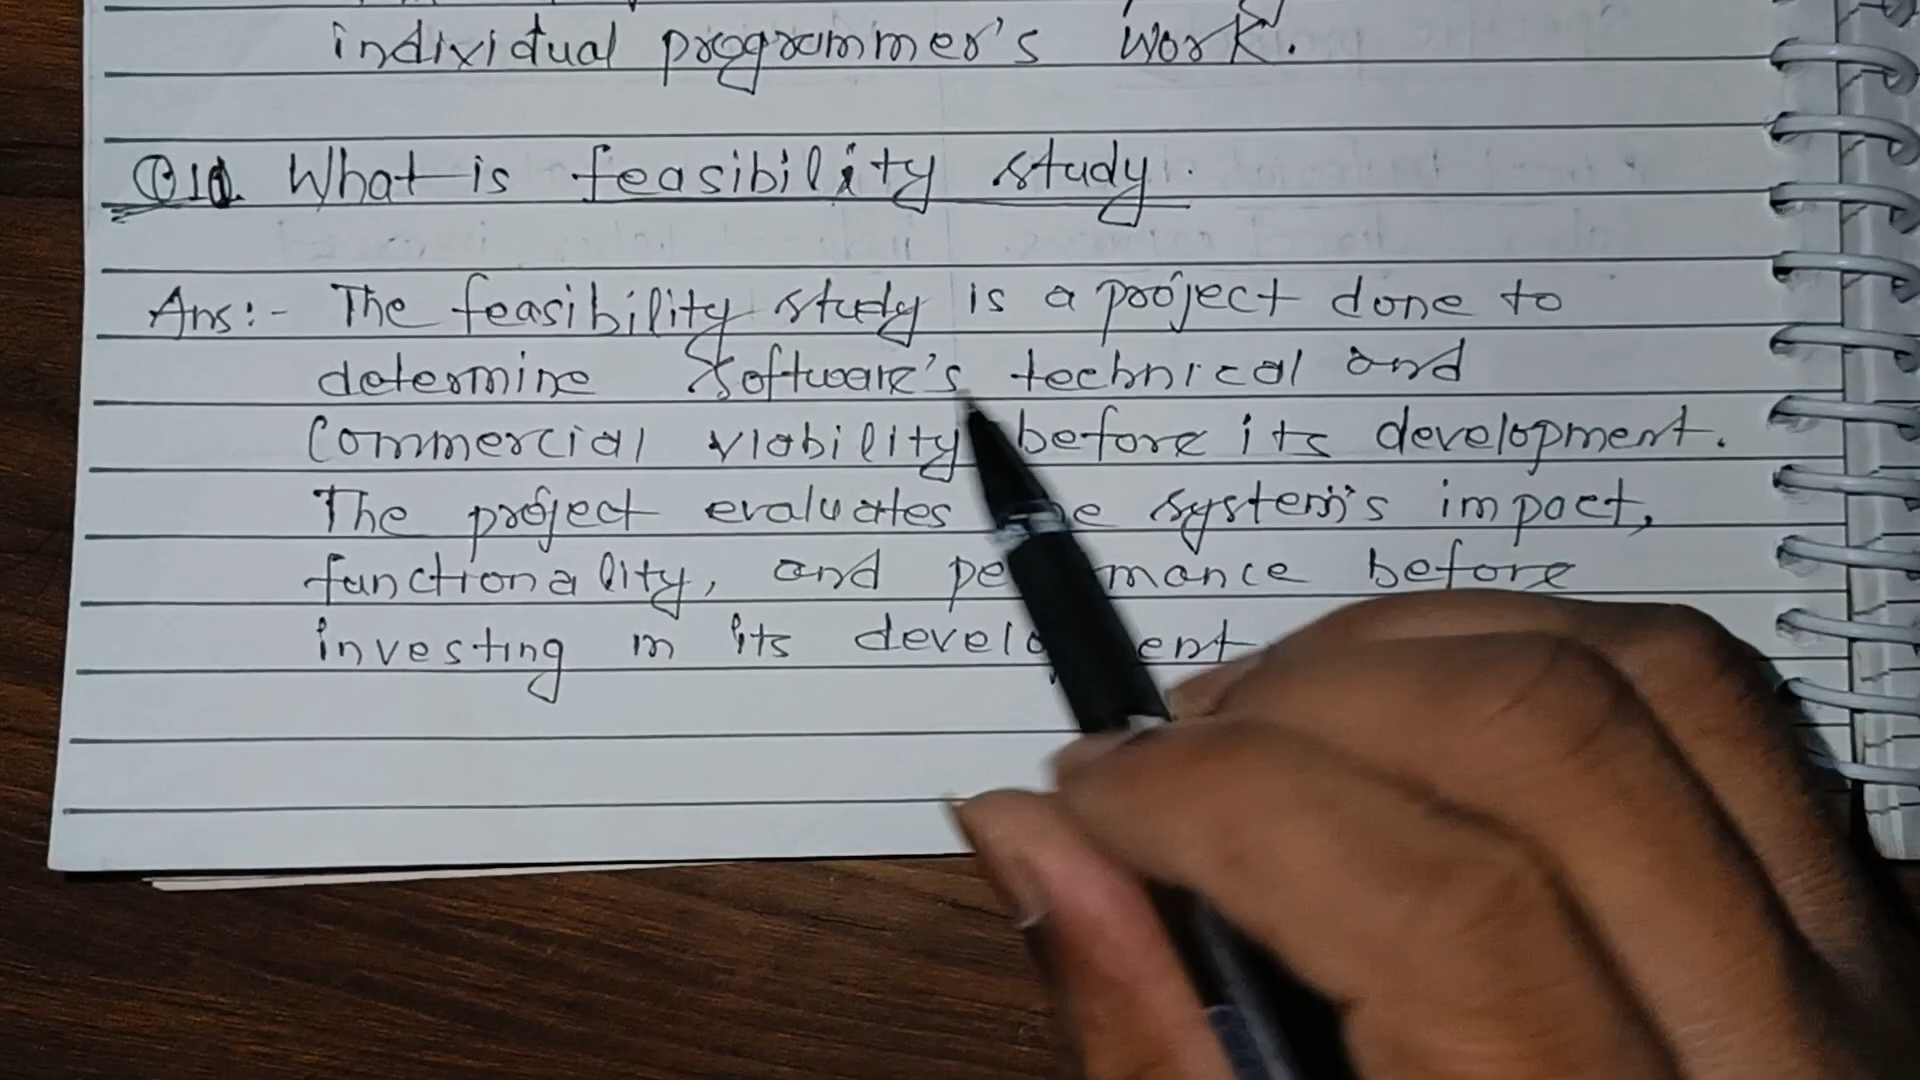 individual programmer's work.
Q10. What is feasibility study.
Ans:- The feasibility study is a project done to
determine Software's technical and
Commercial viability before its development.
The project evaluates system's impact,
functionality, and before
investing in its